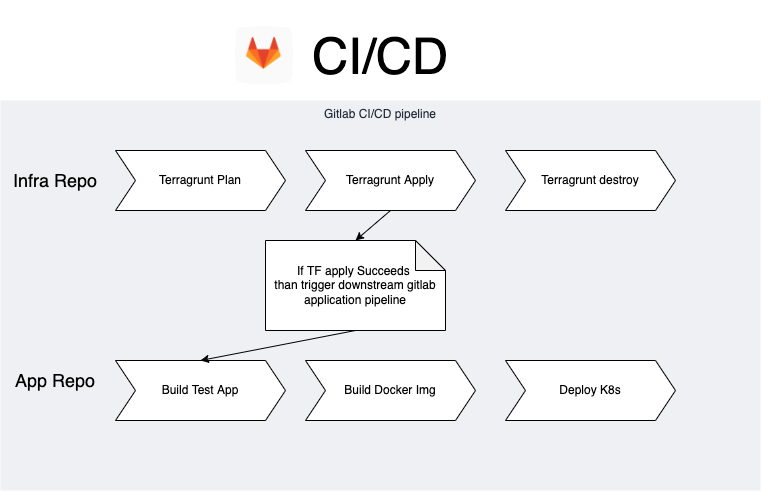 CI/CD
Gitlab CI/CD pipeline
Infra Repo
Terragrunt Plan
Terragrunt Apply
Terragrunt destroy
If TF apply Succeeds
than trigger downstream gitlab
application pipeline
App Repo
Build Test App
Build Docker Img
Deploy K8s